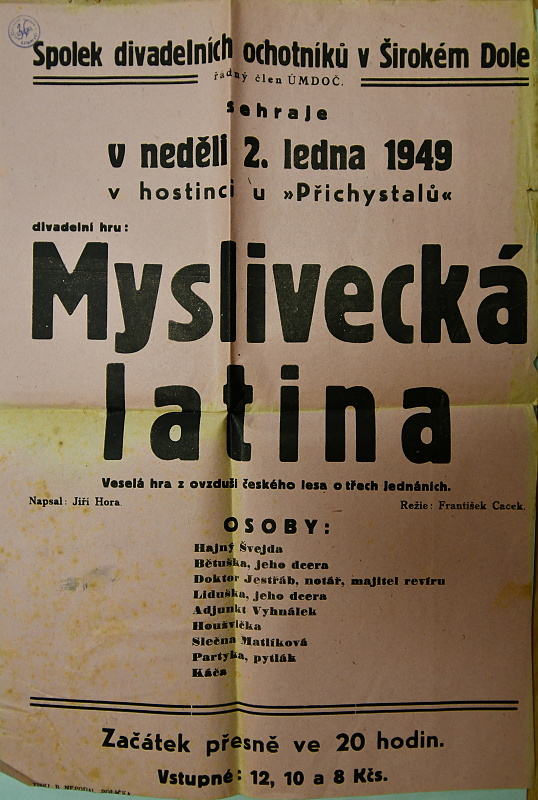 36
Spolek divadelních ochotníků v Širokém Dole
řádný člen ÚMDOČ.
sehraje
v neděli 2. ledna 1949
v hostinci u »Přichystalů«
divadelní hru:
Myslivecká
latina
Veselá hra z ovzduší českého lesa o třech jednáních.
Napsal: Jiří Hora.
Režie: František Cacek.
OSOBY:
Hajný Švejda
Bětuška, jeho dcera
Doktor Jestřáb, notář, majitel revíru
Liduška, jeho dcera
Adjunkt Vyhnálek
Houšvička
Slečna Matlíková
Partyka, pytlák
Káča
Začátek přesně ve 20 hodin.
Vstupné: 12, 10 a 8 Kčs.